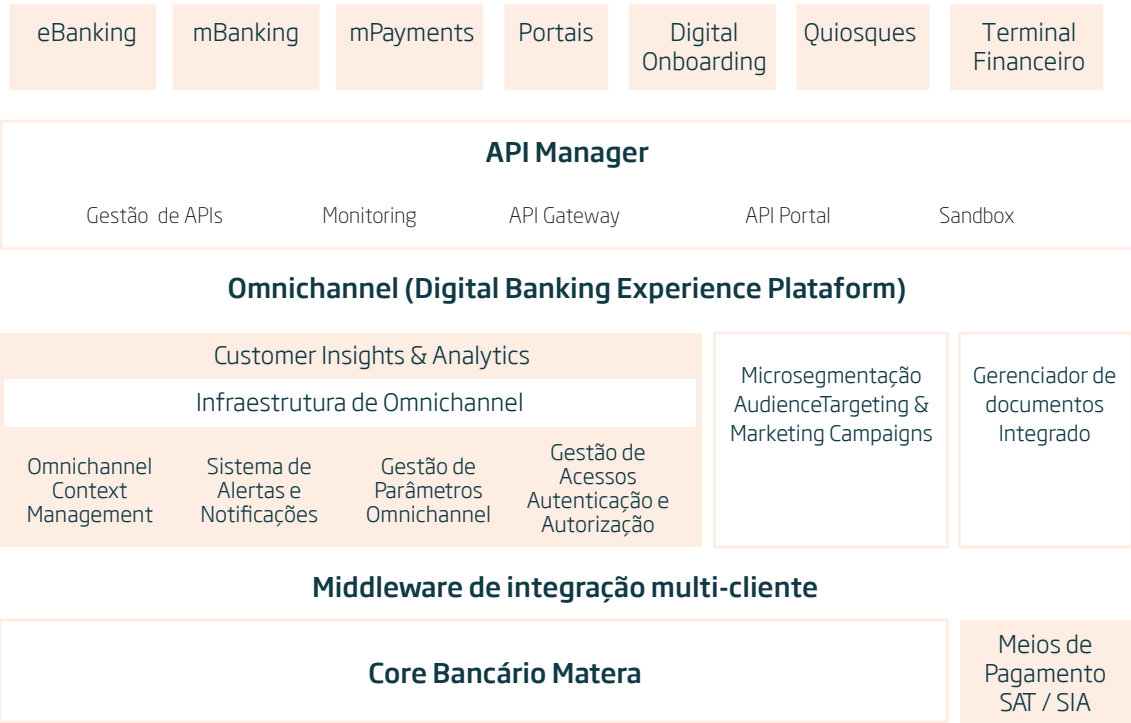 eBanking
mBanking
mPayments
Portais
Digital
Onboarding
Quiosques
Terminal
Financeiro
API Manager
Gestão de APIs
Monitoring
API Gateway
API Portal
Sandbox
Omnichannel (Digital Banking Experience Plataform)
Customer Insights & Analytics
Infraestrutura de Omnichannel
Omnichannel
Context
Management
Sistema de
Alertas e
Notificações
Gestão de
Parâmetros
Omnichannel
Gestão de
Acessos
Autenticação e
Autorização
Microsegmentação
AudienceTargeting &
Marketing Campaigns
Gerenciador de
documentos
Integrado
Middleware de integração multi-cliente
Core Bancário Matera
Meios de
Pagamento
SAT / SIA